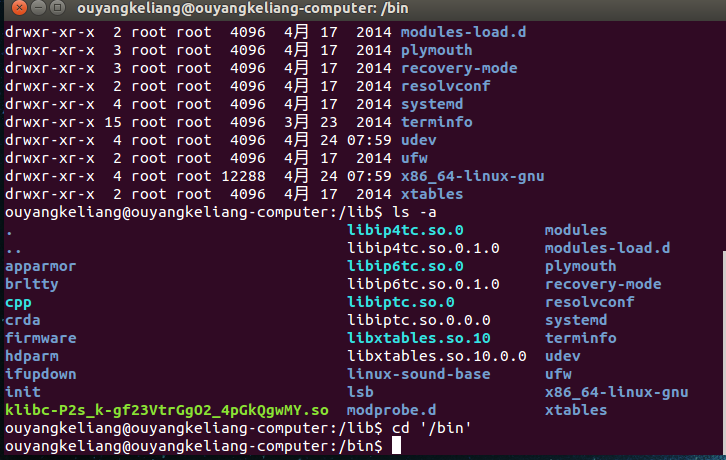 ouyangkeliang@ouyangkeliang-computer: /bin
drwxr-xr-x  2 root root  4096  4月 17  2014 modules-load.d
drwxr-xr-x  3 root root  4096  4月 17  2014 plymouth
drwxr-xr-x  3 root root  4096  4月 17  2014 recovery-mode
drwxr-xr-x  2 root root  4096  4月 17  2014 resolvconf
drwxr-xr-x  4 root root  4096  4月 17  2014 systemd
drwxr-xr-x 15 root root  4096  3月 23  2014 terminfo
drwxr-xr-x  4 root root  4096  4月 24 07:59 udev
drwxr-xr-x  2 root root  4096  4月 17  2014 ufw
drwxr-xr-x  4 root root 12288  4月 24 07:59 x86_64-linux-gnu
drwxr-xr-x  2 root root  4096  4月 17  2014 xtables
ouyangkeliang@ouyangkeliang-computer:/lib$ ls -a
. libip4tc.so.0 modules
.. libip4tc.so.0.1.0 modules-load.d
apparmor libip6tc.so.0 plymouth
brltty libip6tc.so.0.1.0 recovery-mode
cpp libiptc.so.0 resolvconf
crda libiptc.so.0.0.0 systemd
firmware libxtables.so.10 terminfo
hdparm libxtables.so.10.0.0 udev
ifupdown linux-sound-base ufw
init lsb x86_64-linux-gnu
klibc-P2s_k-gf23VtrGgO2_4pGkQgwMY.so modprobe.d xtables
ouyangkeliang@ouyangkeliang-computer:/lib$ cd '/bin'
ouyangkeliang@ouyangkeliang-computer:/bin$